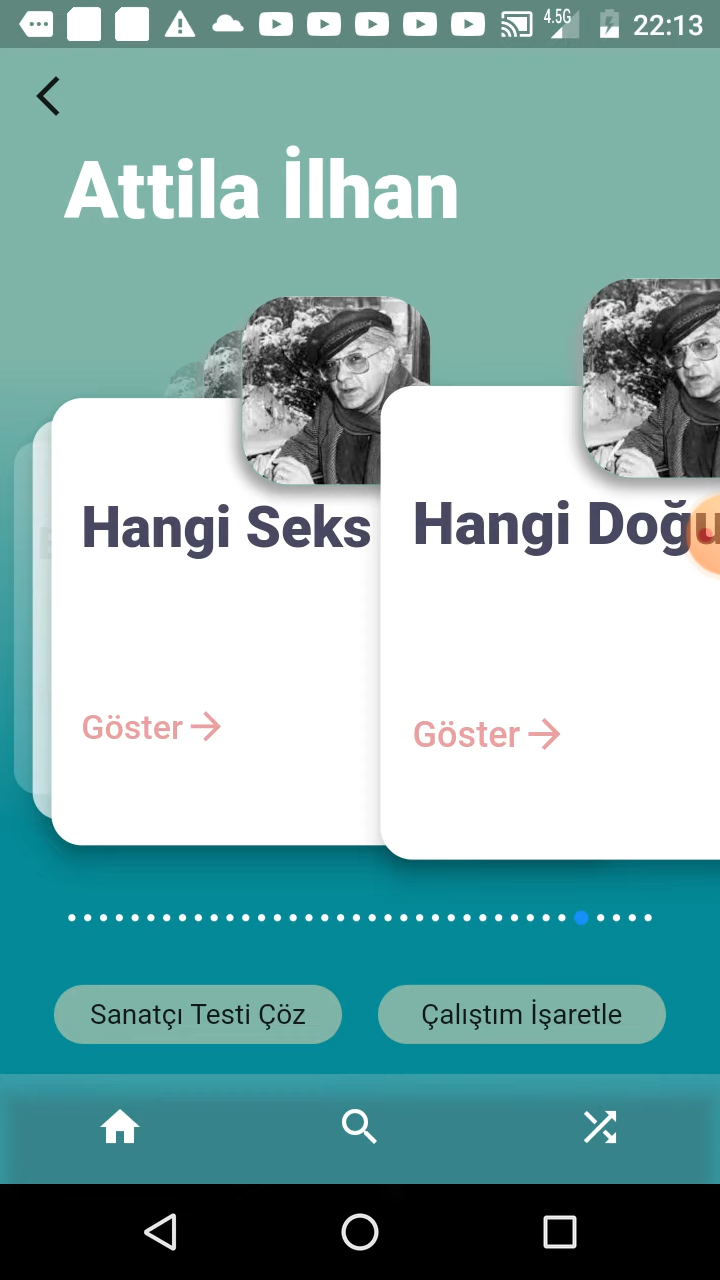 4.5G
22:13
Attila İlhan
Hangi Seks
Hangi Doğu
Göster
Göster
Sanatçı Testi Çöz
Çalıştım İşaretle